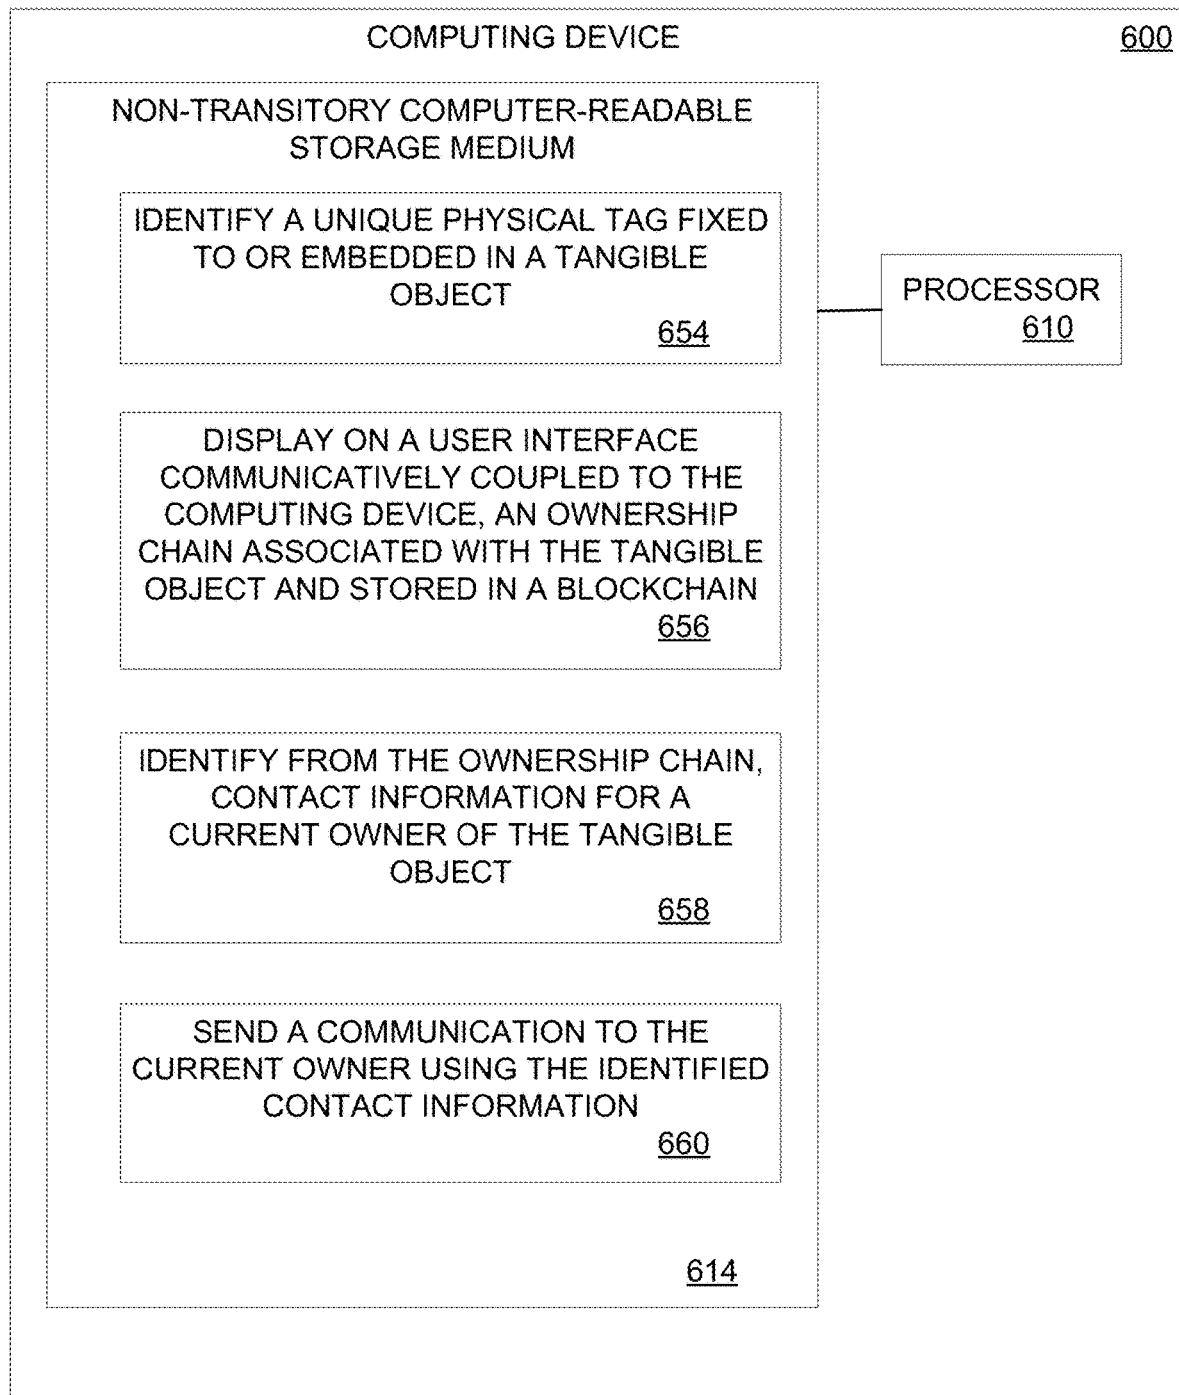 COMPUTING DEVICE
600
NON-TRANSITORY COMPUTER-READABLE
STORAGE MEDIUM
IDENTIFY A UNIQUE PHYSICAL TAG FIXED
TO OR EMBEDDED IN A TANGIBLE
OBJECT
654
PROCESSOR
610
DISPLAY ON A USER INTERFACE
COMMUNICATIVELY COUPLED TO THE
COMPUTING DEVICE, AN OWNERSHIP
CHAIN ASSOCIATED WITH THE TANGIBLE
OBJECT AND STORED IN A BLOCKCHAIN
656
IDENTIFY FROM THE OWNERSHIP CHAIN,
CONTACT INFORMATION FOR A
CURRENT OWNER OF THE TANGIBLE
OBJECT
658
SEND A COMMUNICATION TO THE
CURRENT OWNER USING THE IDENTIFIED
CONTACT INFORMATION
660
614